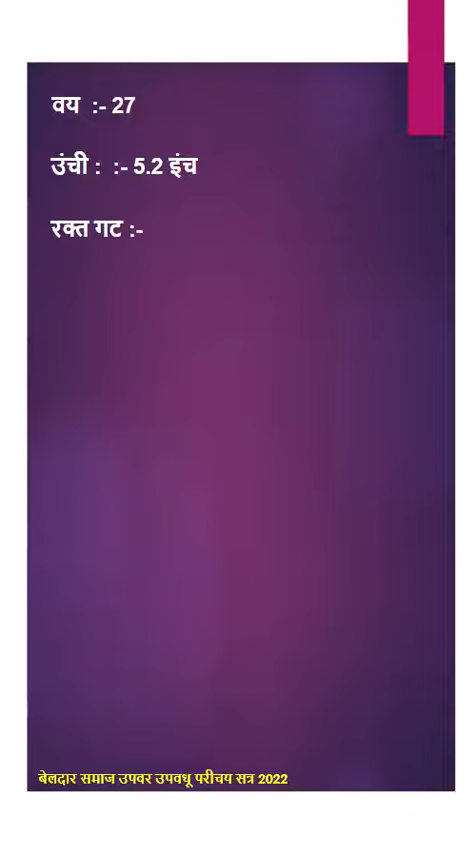 वय :- 27
उंची : :- 5.2 इंच
रक्त गट :-
बेलदार समाज उपवर उपवधू परीचय सत्र 2022